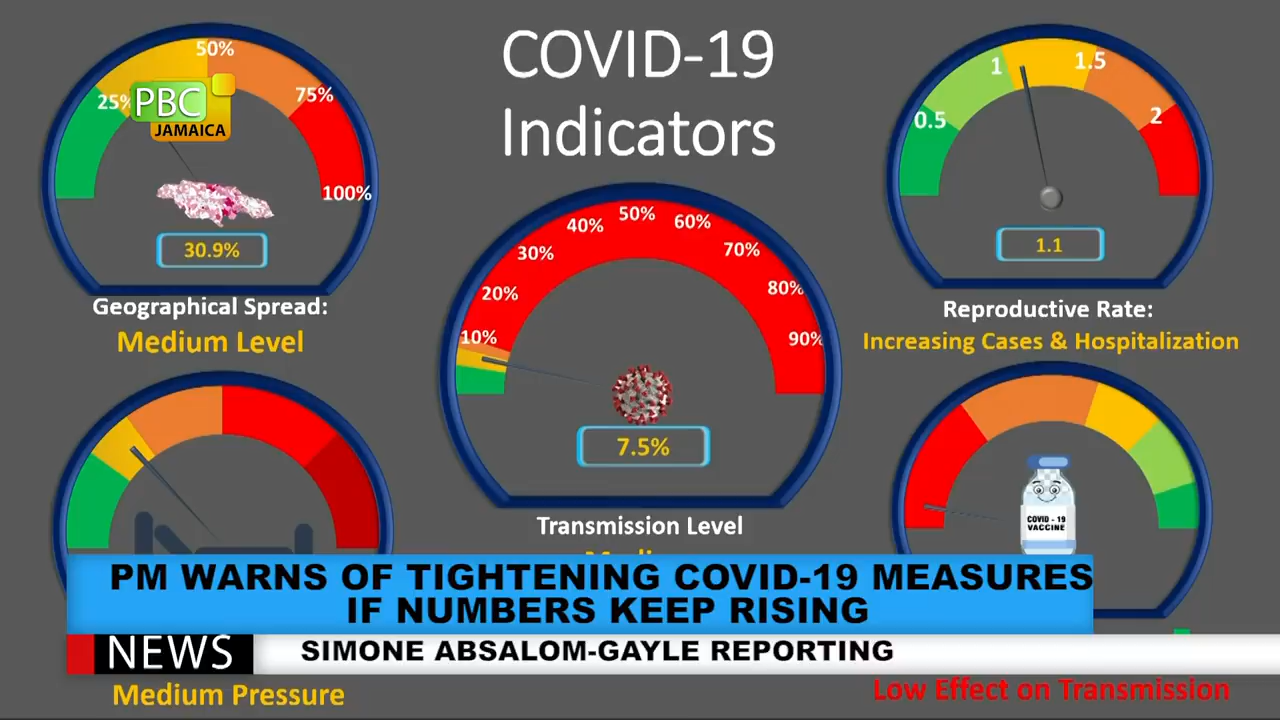 COVID-19
Indicators
25%
50%
75%
100%
PBC
JAMAICA
30.9%
Geographical Spread:
Medium Level
0.5
1
1.5
2
1.1
Reproductive Rate:
Increasing Cases & Hospitalization
10%
20%
30%
40%
50%
60%
70%
80%
90%
7.5%
Transmission Level
COVID - 19
VACCINE
PM WARNS OF TIGHTENING COVID-19 MEASURES
IF NUMBERS KEEP RISING
NEWS
SIMONE ABSALOM-GAYLE REPORTING
Medium Pressure
Low Effect on Transmission